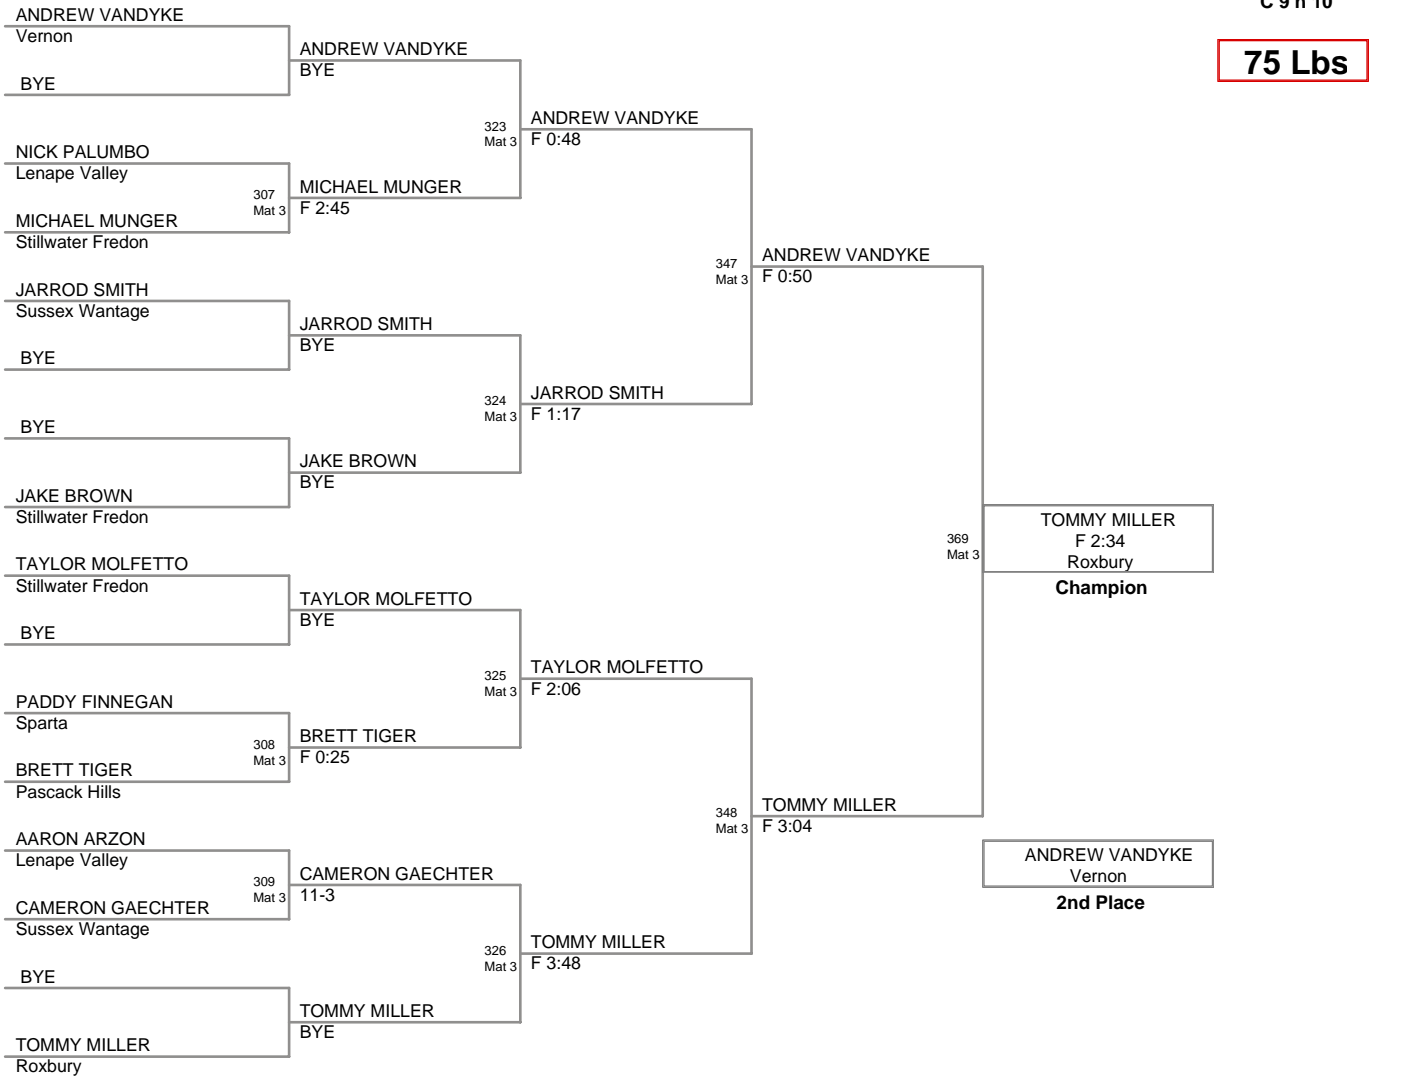 C 9 n 10
75 Lbs
ANDREW VANDYKE
Vernon
BYE
NICK PALUMBO
Lenape Valley
MICHAEL MUNGER
Stillwater Fredon
JARROD SMITH
Sussex Wantage
BYE
BYE
JAKE BROWN
Stillwater Fredon
TAYLOR MOLFETTO
Stillwater Fredon
BYE
PADDY FINNEGAN
Sparta
BRETT TIGER
Pascack Hills
AARON ARZON
Lenape Valley
CAMERON GAECHTER
Sussex Wantage
BYE
TOMMY MILLER
Roxbury
ANDREW VANDYKE
BYE
307
Mat 3
MICHAEL MUNGER
F 2:45
JARROD SMITH
BYE
JAKE BROWN
BYE
TAYLOR MOLFETTO
BYE
308
Mat 3
BRETT TIGER
F 0:25
309
Mat 3
CAMERON GAECHTER
11-3
TOMMY MILLER
BYE
323
Mat 3
ANDREW VANDYKE
F 0:48
324
Mat 3
JARROD SMITH
F 1:17
325
Mat 3
TAYLOR MOLFETTO
F 2:06
326
Mat 3
TOMMY MILLER
F 3:48
347
Mat 3
ANDREW VANDYKE
F 0:50
348
Mat 3
TOMMY MILLER
F 3:04
369
Mat 3
TOMMY MILLER
F 2:34
Roxbury
Champion
ANDREW VANDYKE
Vernon
2nd Place